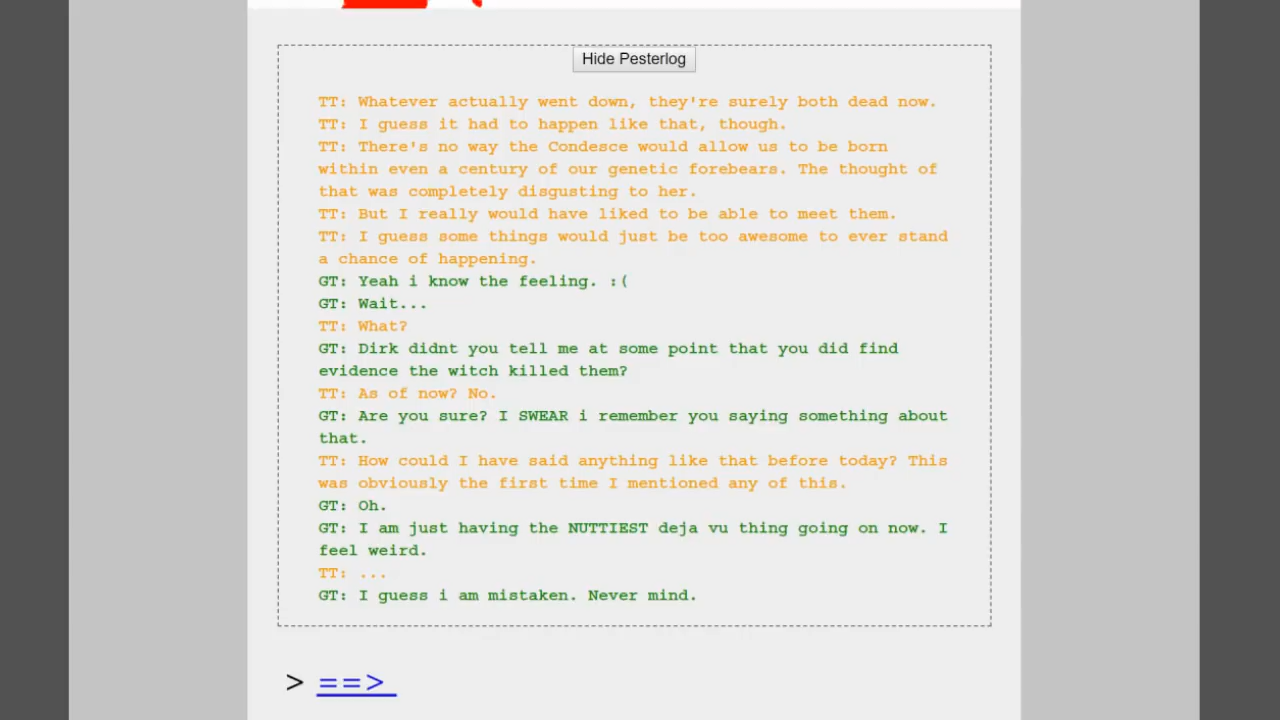 Hide Pesterlog
TT: Whatever actually went down, they're surely both dead now.
TT: I guess it had to happen like that, though.
TT: There's no way the Condesce would allow us to be born
within even a century of our genetic forebears. The thought of
that was completely disgusting to her.
TT: But I really would have liked to be able to meet them.
TT: I guess some things would just be too awesome to ever stand
a chance of happening.
GT: Yeah i know the feeling. :(
GT: Wait...
TT: What?
GT: Dirk didnt you tell me at some point that you did find
evidence the witch killed them?
TT: As of now? No.
GT: Are you sure? I SWEAR i remember you saying something about
that.
TT: How could I have said anything like that before today? This
was obviously the first time I mentioned any of this.
GT: Oh.
GT: I am just having the NUTTIEST deja vu thing going on now. I
feel weird.
TT: ...
GT: I guess i am mistaken. Never mind.
> ==>